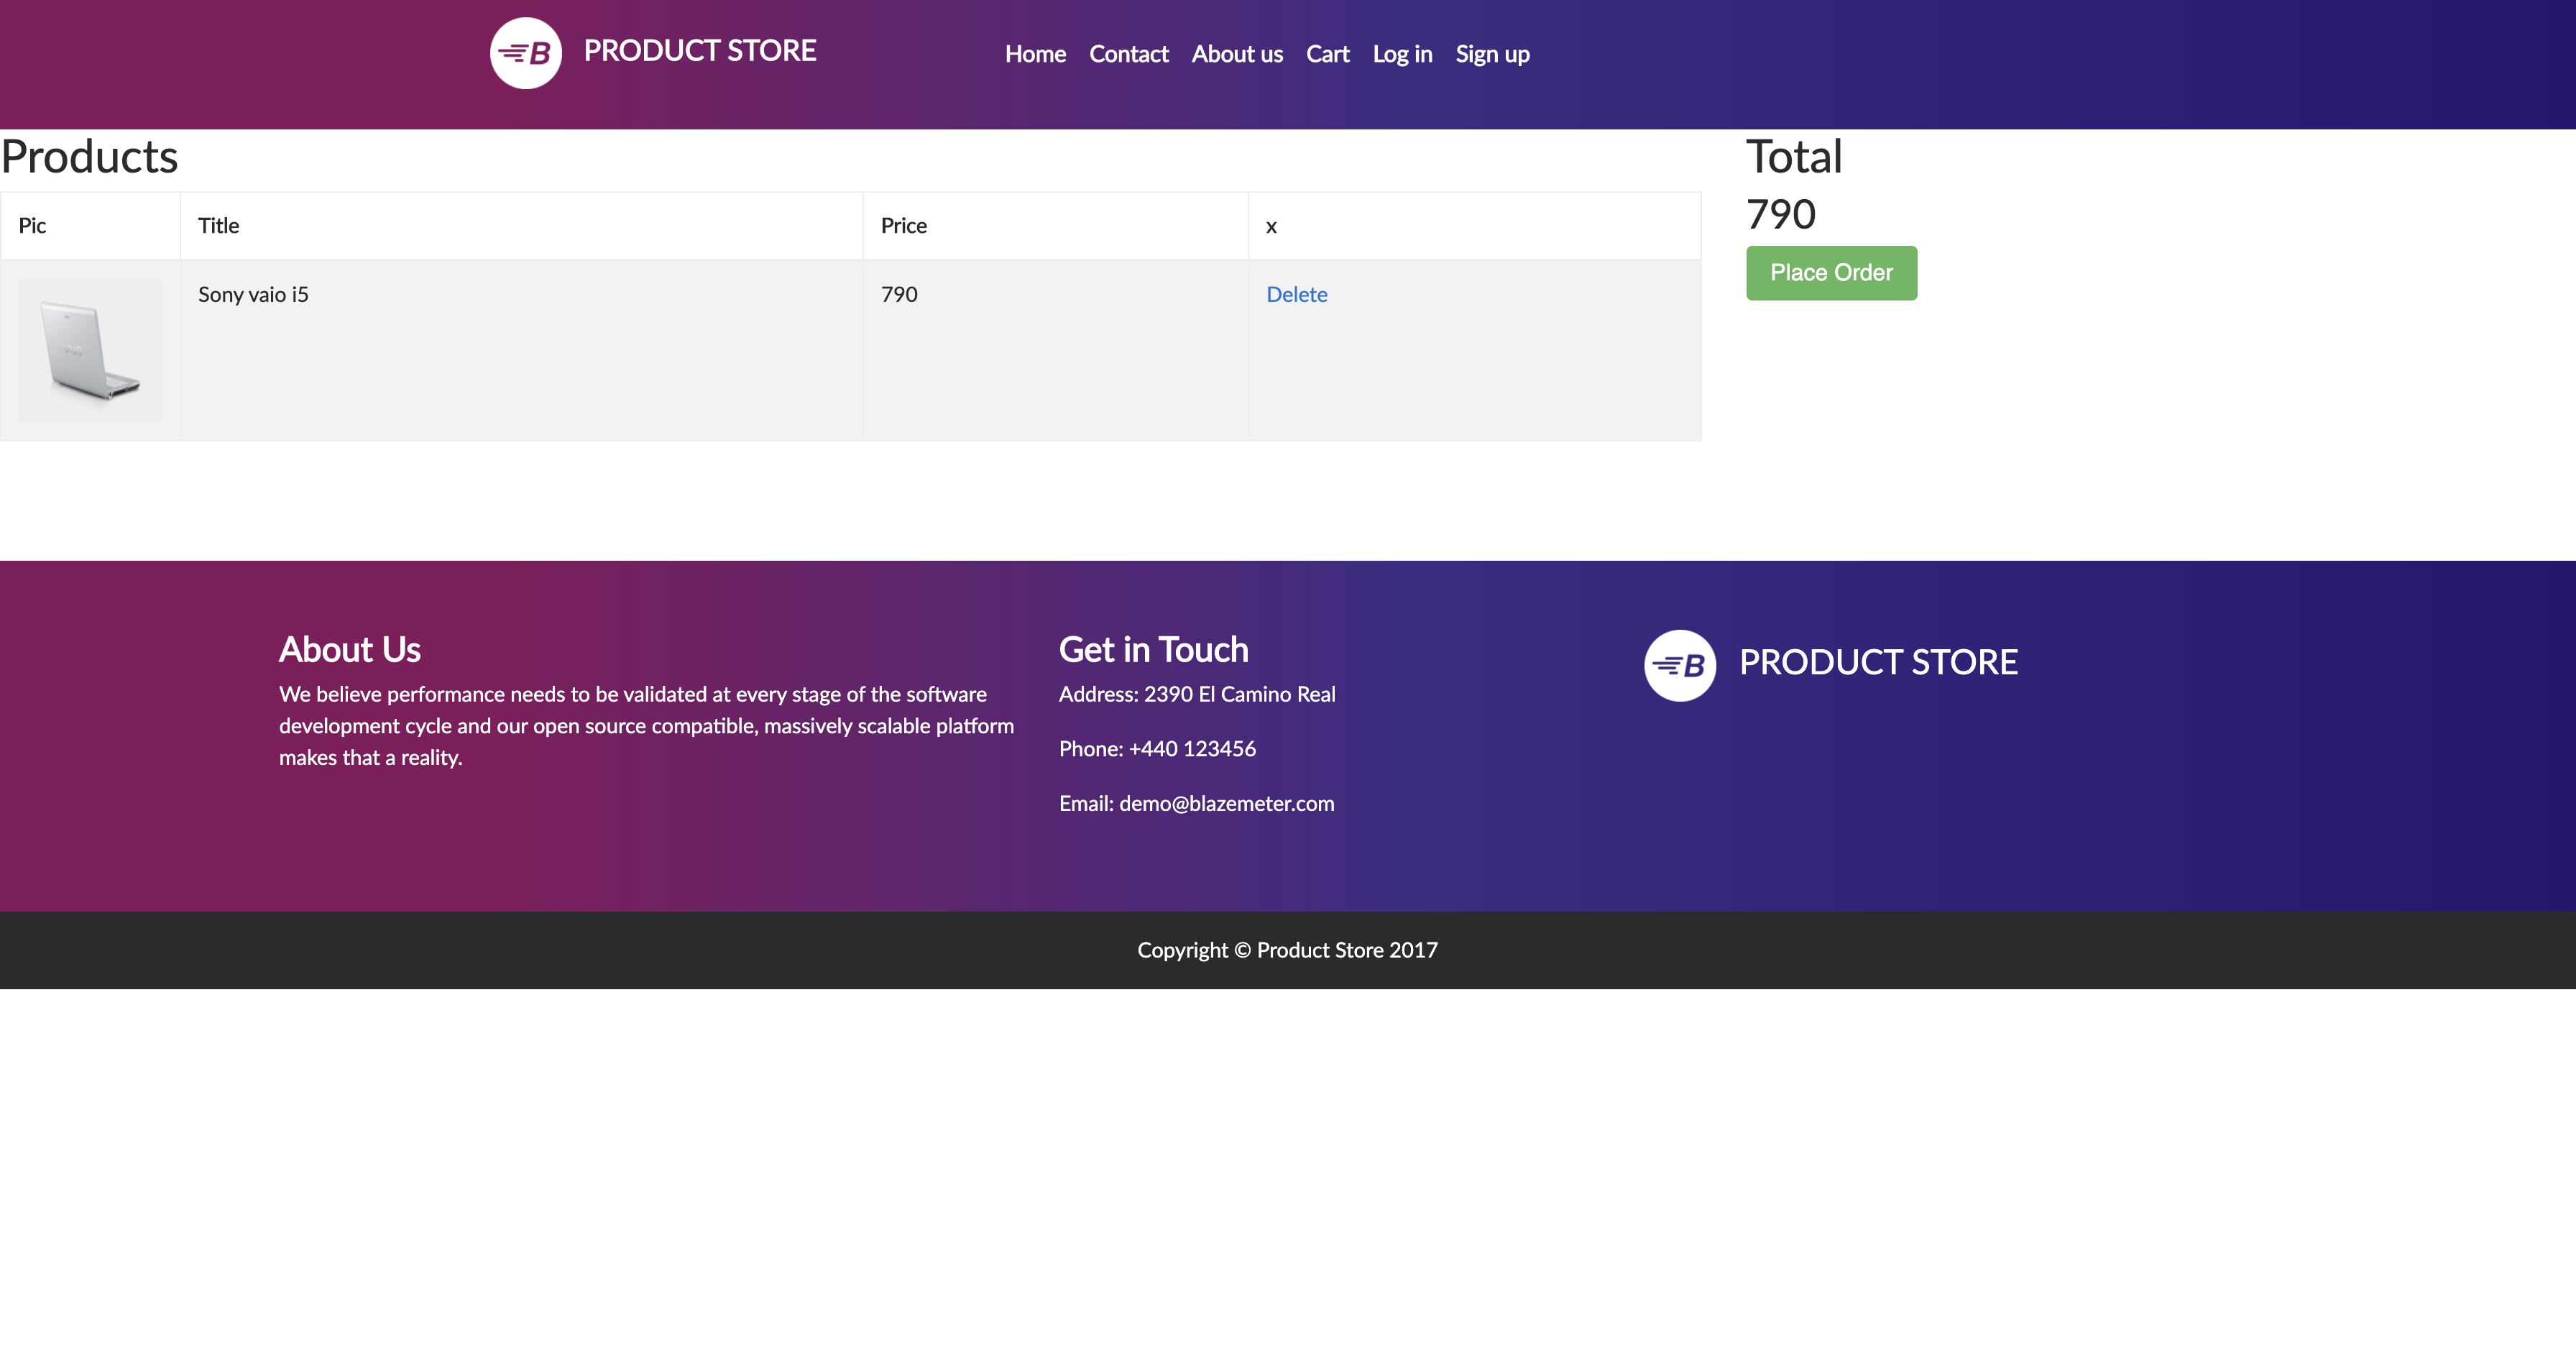 B PRODUCT STORE
Home Contact About us Cart Log in Sign up
Products
Pic Title Price x
Sony vaio i5 790 Delete
VAIO
Total
790
Place Order
About Us
We believe performance needs to be validated at every stage of the software
development cycle and our open source compatible, massively scalable platform
makes that a reality.
Get in Touch
Address: 2390 El Camino Real
Phone: +440 123456
Email: demo@blazemeter.com
B PRODUCT STORE
Copyright © Product Store 2017